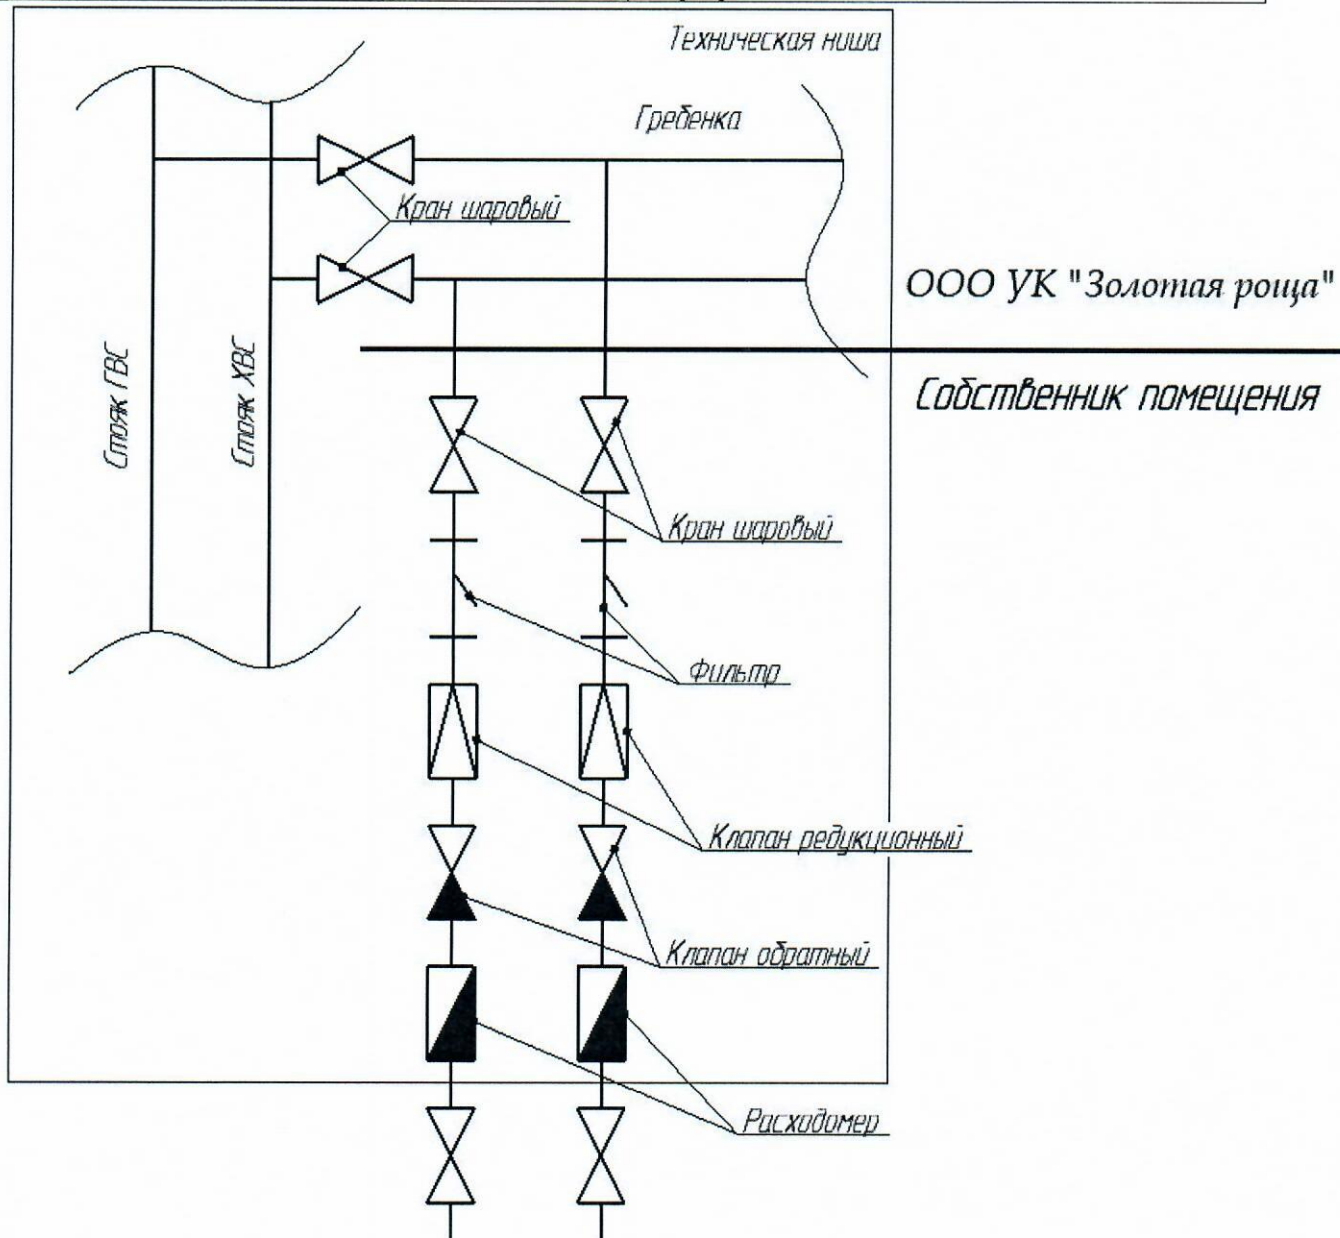 Техническая ниша
Гребенка
Кран шаровый
ООО УК "Золотая роща"
Стояк ГВС
Стояк ХВС
Собственник помещения
Кран шаровый
Фильтр
Клапан редукционный
Клапан обратный
Расходомер